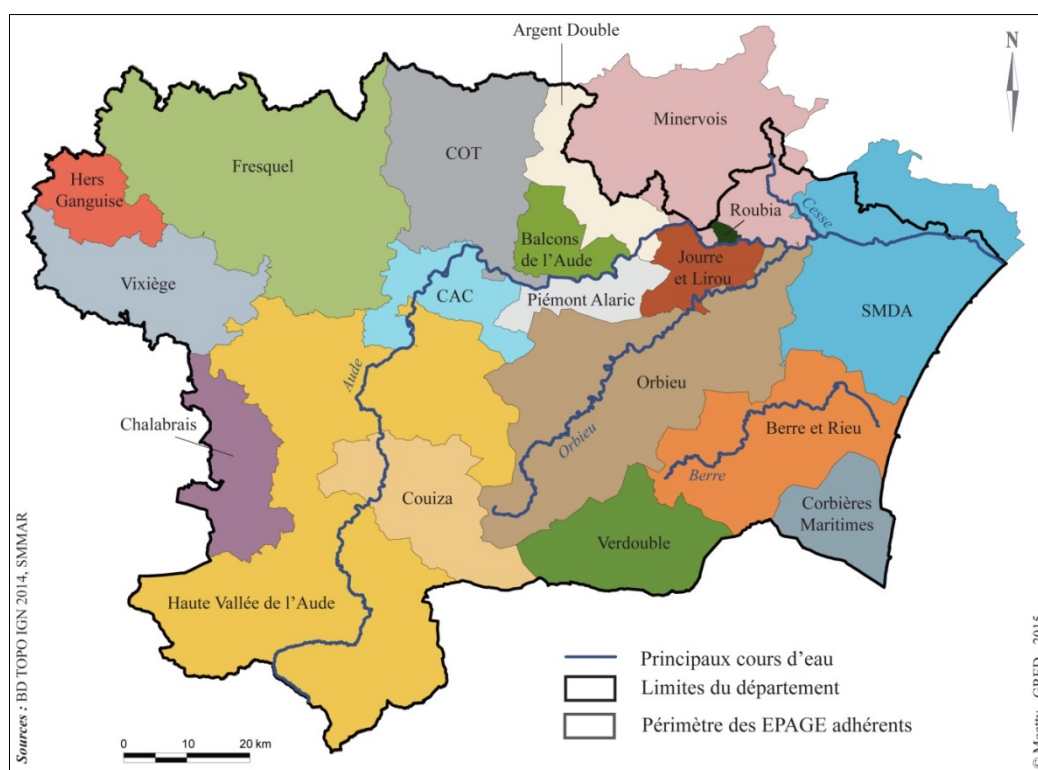 Argent Double
N
Minervois
Fresquel
COT
Hers
Ganguise
Cesse
Roubia
Balcons
de l'Aude
Jourre
et Lirou
Vixiège
CAC
Piémont Alaric
SMDA
Aude
Orbieu
Chalabrais
Orbieu
Berre et Rieu
Berre
Couiza
Corbières
Maritimes
Verdouble
Haute Vallée de l'Aude
Principaux cours d'eau
Limites du département
Périmètre des EPAGE adhérents
0 10 20 km
Sources : BD TOPO IGN 2014, SMMAR
GRED 2015